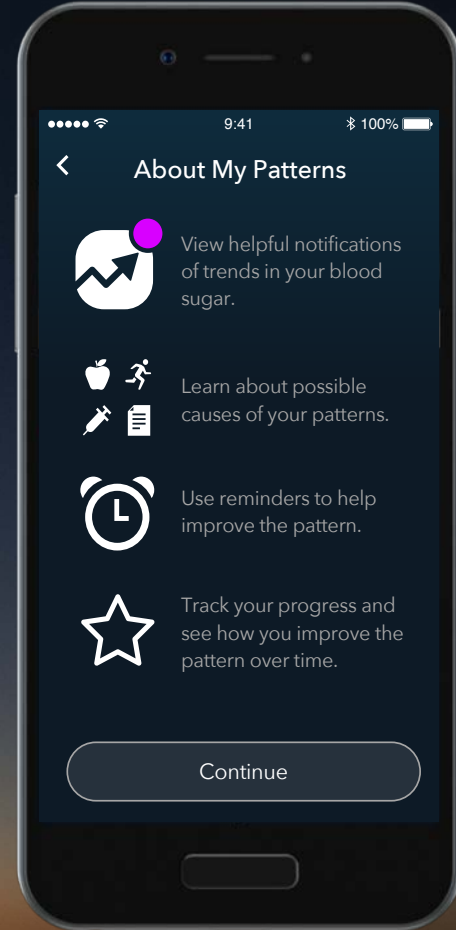 9:41
100%
About My Patterns
View helpful notifications
of trends in your blood
sugar.
Learn about possible
causes of your patterns.
Use reminders to help
improve the pattern.
Track your progress and
see how you improve the
pattern over time.
Continue